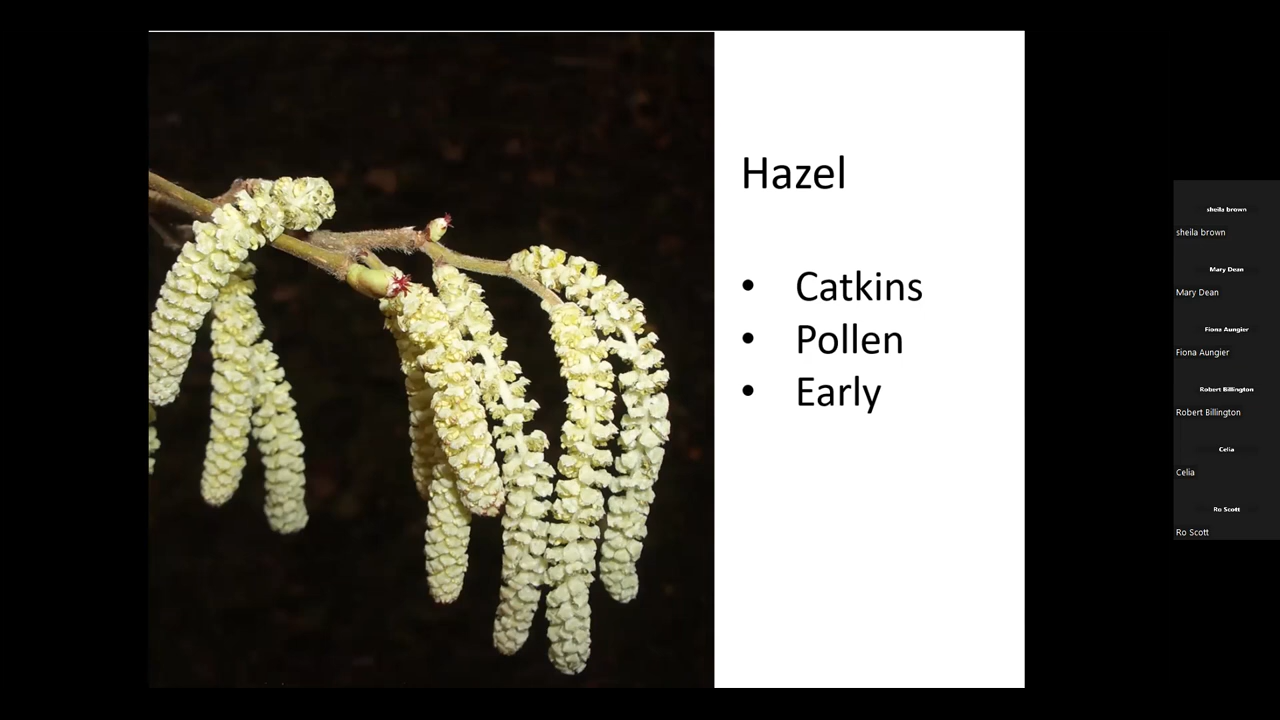 Hazel
• Catkins
• Pollen
• Early
sheila brown
sheila brown
Mary Dean
Mary Dean
Fiona Aungier
Fiona Aungier
Robert Billington
Robert Billington
Celia
Celia
Ro Scott
Ro Scott